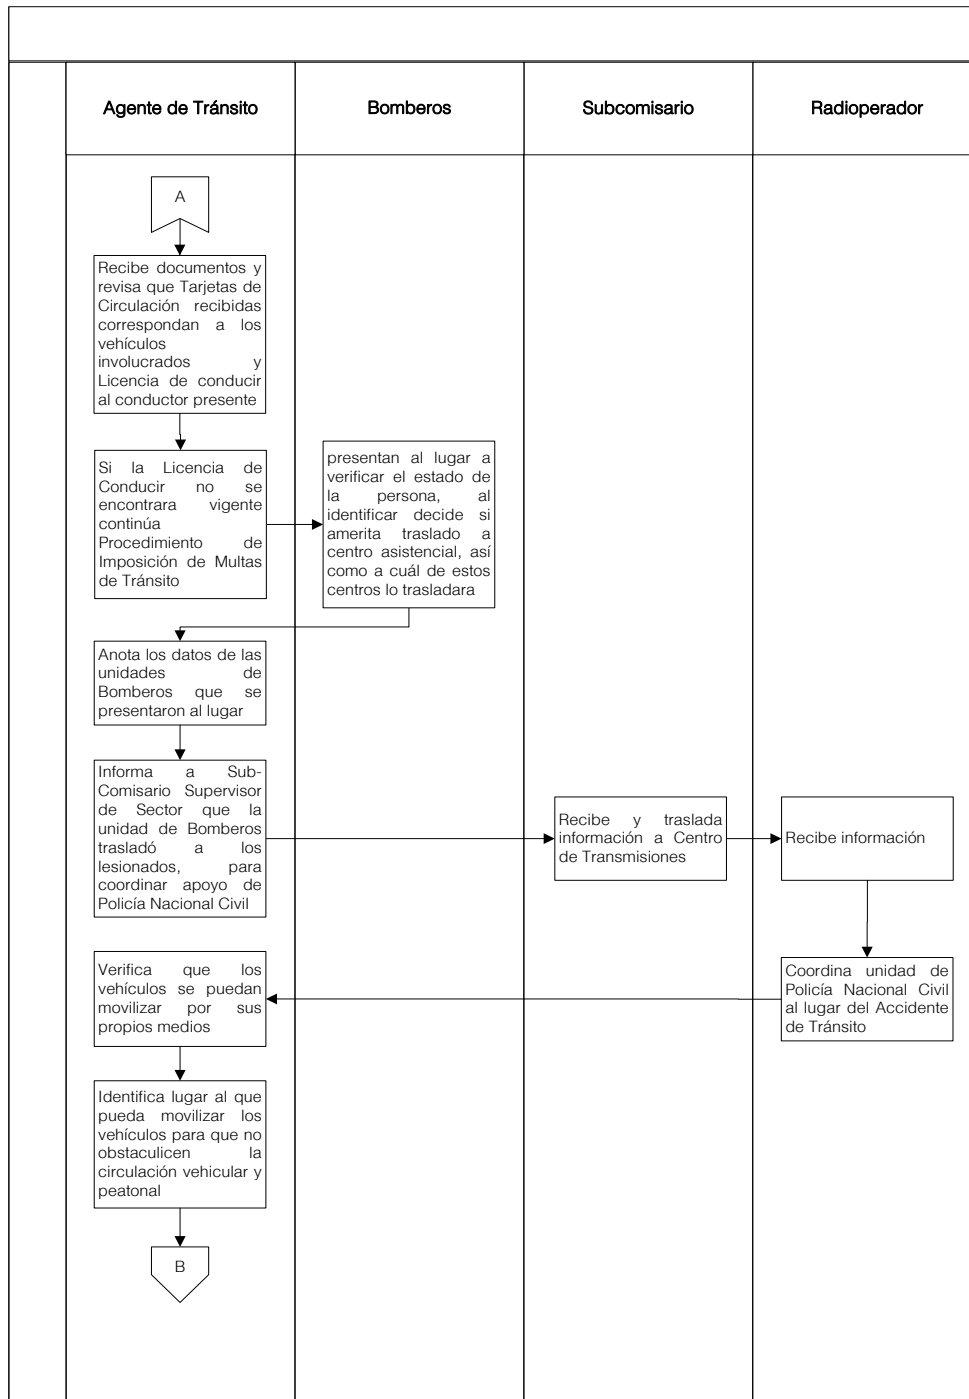 Agente de Tránsito
Bomberos
Subcomisario
Radioperador
A
Recibe documentos y
revisa que Tarjetas de
Circulación recibidas
correspondan a los
vehículos
involucrados y
Licencia de conducir
al conductor presente
Si la Licencia de
Conducir no se
encontrara vigente
continúa
Procedimiento de
Imposición de Multas
de Tránsito
presentan al lugar a
verificar el estado de
la persona, al
identificar decide si
amerita traslado a
centro asistencial, así
como a cuál de estos
centros lo trasladara
Anota los datos de las
unidades de
Bomberos que se
presentaron al lugar
Informa a Sub-
Comisario Supervisor
de Sector que la
unidad de Bomberos
trasladó a los
lesionados, para
coordinar apoyo de
Policía Nacional Civil
Recibe y traslada
información a Centro
de Transmisiones
Recibe información
Coordina unidad de
Policía Nacional Civil
al lugar del Accidente
de Tránsito
Verifica que los
vehículos se puedan
movilizar por sus
propios medios
Identifica lugar al que
pueda movilizar los
vehículos para que no
obstaculicen la
circulación vehicular y
peatonal
B